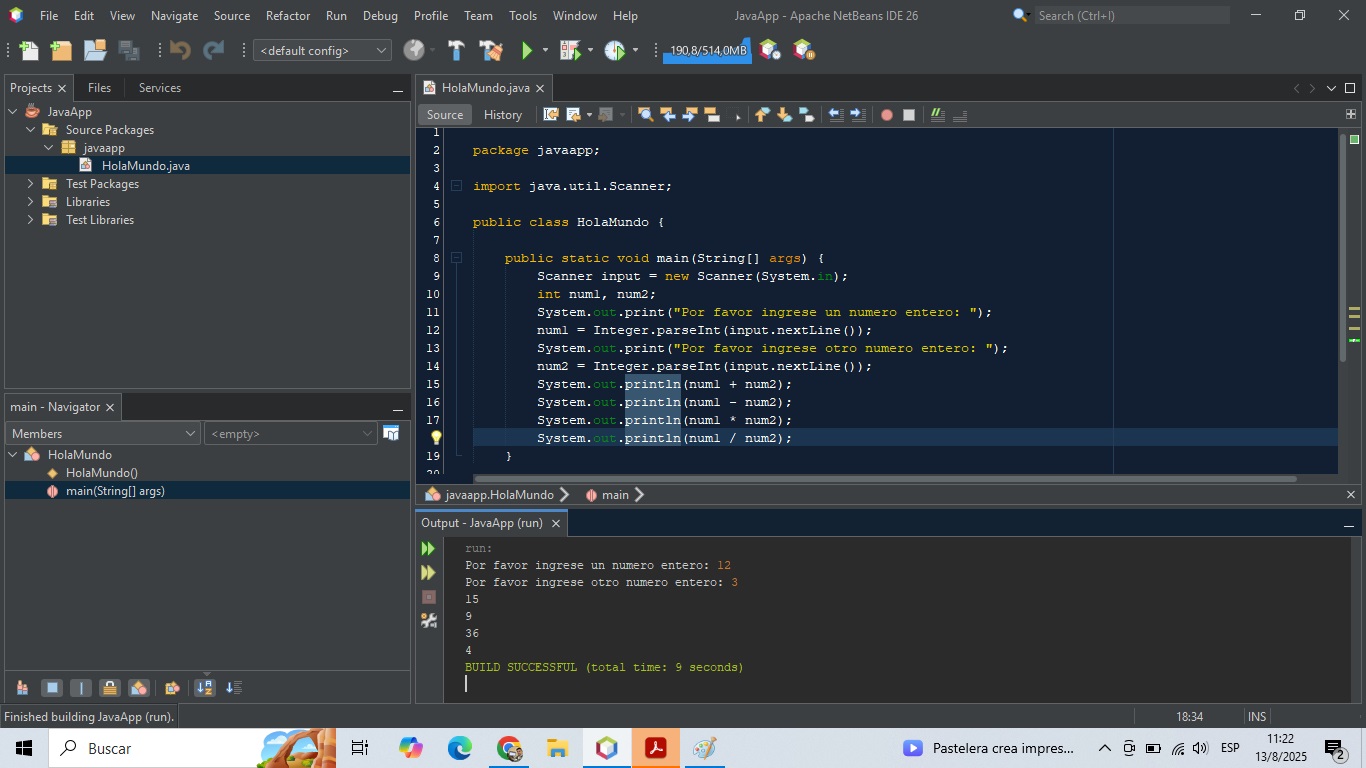 File Edit View Navigate Source Refactor Run Debug Profile Team Tools Window Help JavaApp - Apache NetBeans IDE 26 Search (Ctrl+I)
<default config> 190,8/514,0MB
Projects Files Services
JavaApp
Source Packages
javaapp
HolaMundo.java
Test Packages
Libraries
Test Libraries
main - Navigator
Members <empty>
HolaMundo
HolaMundo()
main(String[] args)
HolaMundo.java
Source History
1
2 package javaapp;
3
4 import java.util.Scanner;
5
6 public class HolaMundo {
7
8 public static void main(String[] args) {
9 Scanner input = new Scanner(System.in);
10 int num1, num2;
11 System.out.print("Por favor ingrese un numero entero: ");
12 num1 = Integer.parseInt(input.nextLine());
13 System.out.print("Por favor ingrese otro numero entero: ");
14 num2 = Integer.parseInt(input.nextLine());
15 System.out.println(num1 + num2);
16 System.out.println(num1 - num2);
17 System.out.println(num1 * num2);
System.out.println(num1 / num2);
19 }
20
javaapp.HolaMundo main
Output - JavaApp (run)
run:
Por favor ingrese un numero entero: 12
Por favor ingrese otro numero entero: 3
15
9
36
4
BUILD SUCCESSFUL (total time: 9 seconds)
Finished building JavaApp (run). 18:34 INS
Buscar Pastelera crea impres... ESP 11:22
13/8/2025 2